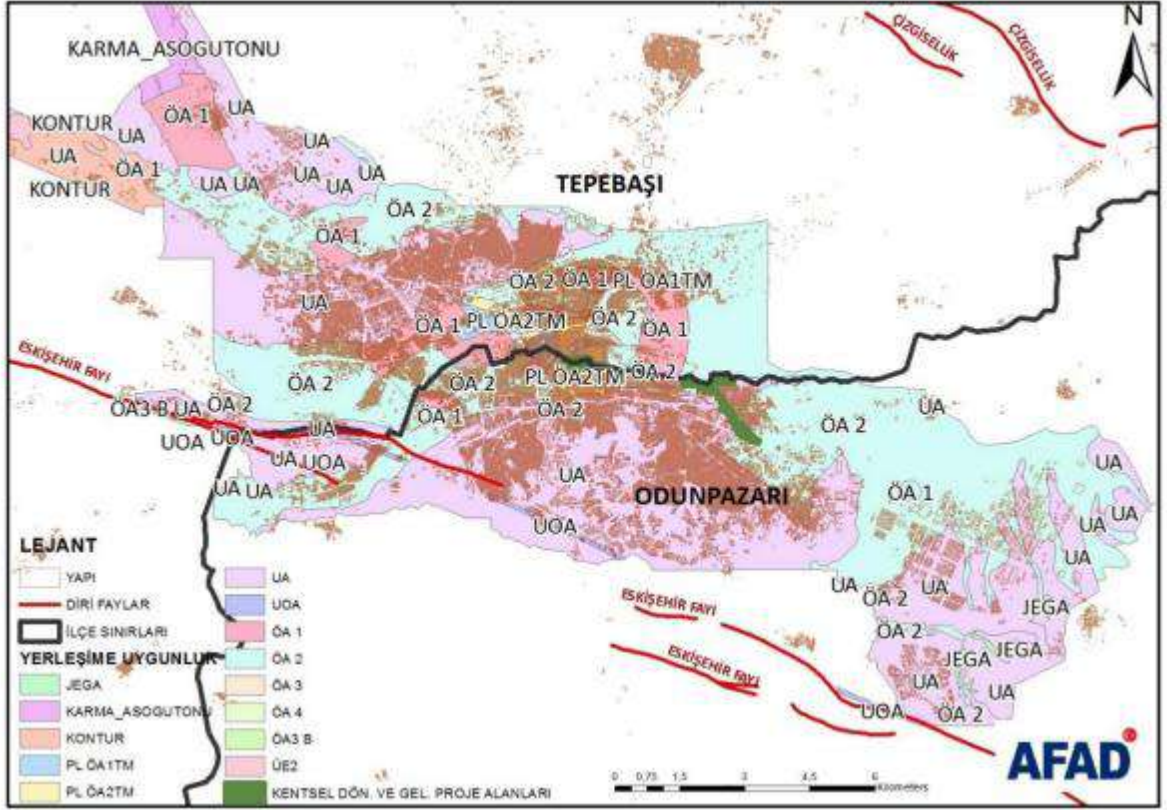 KARMA_ASOGUTONU
ÇİZGİSELLİK
ÇİZGİSELLİK
N
ÖA 1
UA
KONTUR
UA
UA
UA
ÖA 1
UA
UA
KONTUR
UA UA
UA
TEPEBAŞI
ÖA 2
ÖA 1
ÖA 2
ÖA 1
PL ÖA1TM
UA
ÖA 1
PL ÖA2TM
ÖA 2
ÖA 1
ESKİŞEHİR FAYI
ÖA 2
ÖA 2
PL ÖA2TM
ÖA 2
ÖA3 B
UA
ÖA 2
ÖA 1
ÖA 2
UA
ÖA 2
UOA
UOA
UA
UA
UOA
UA
UA
UA
ODUNPAZARI
ÖA 1
UA
UA
UA
UOA
UA
LEJANT
YAPI
DİRİ FAYLAR
İLÇE SINIRLARI
YERLEŞİME UYGUNLUK
JEGA
KARMA_ASOGUTONU
KONTUR
PL ÖA1TM
PL ÖA2TM
UA
UOA
ÖA 1
ÖA 2
ÖA 3
ÖA 4
ÖA3 B
ÜE2
KENTSEL DÖN. VE GEL. PROJE ALANLARI
UA
ÖA 2
UA
JEGA
ESKİŞEHİR FAYI
ÖA 2
JEGA
JEGA
ESKİŞEHİR FAYI
UA
UA
UOA
ÖA 2
AFAD
0 0,75 1,5 3 4,5 6
Kilometers